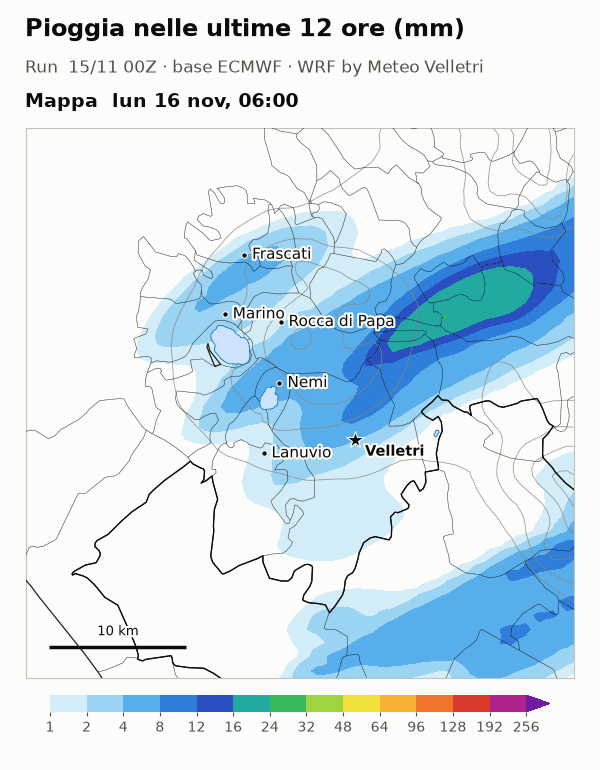 Pioggia nelle ultime 12 ore (mm)
Run 15/11 00Z · base ECMWF · WRF by Meteo Velletri
Mappa lun 16 nov, 06:00
Frascati
Marino
Rocca di Papa
Nemi
Velletri
Lanuvio
10 km
1 2 4 8 12 16 24 32 48 64 96 128 192 256